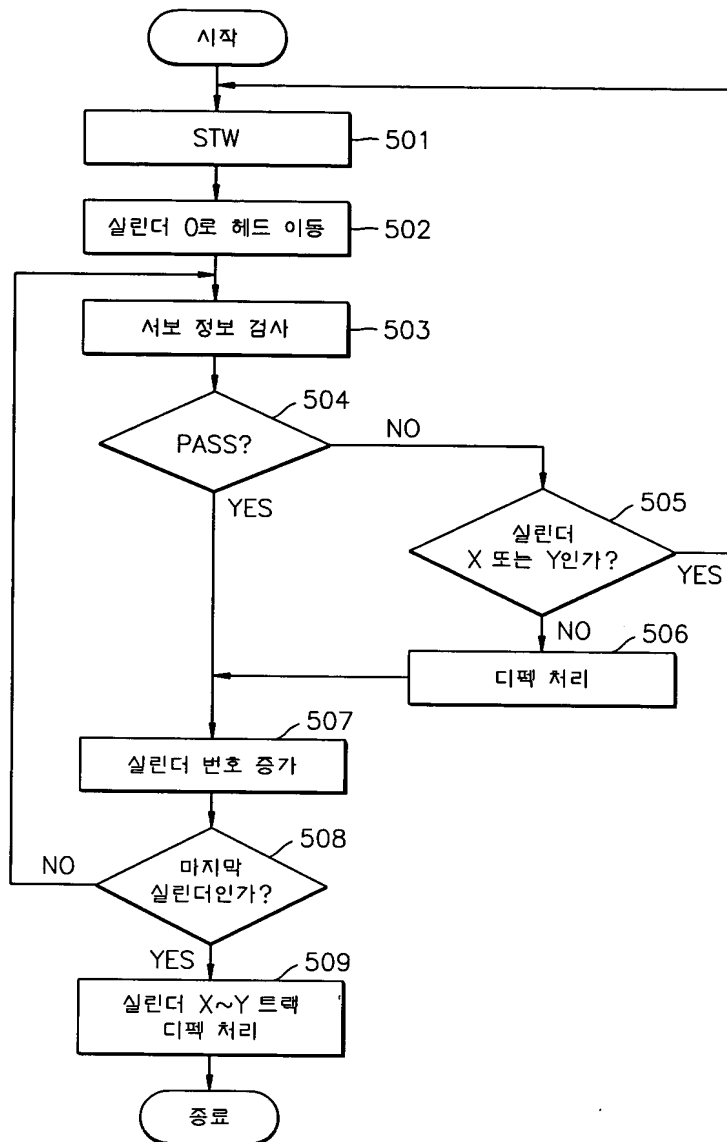 시작
STW
501
실린더 0로 헤드 이동
502
서보 정보 검사
503
504
PASS?
NO
YES
505
실린더
X 또는 Y인가?
YES
NO
506
디펙 처리
507
실린더 번호 증가
508
NO
마지막
실린더인가?
YES
509
실린더 X~Y 트랙
디펙 처리
종료